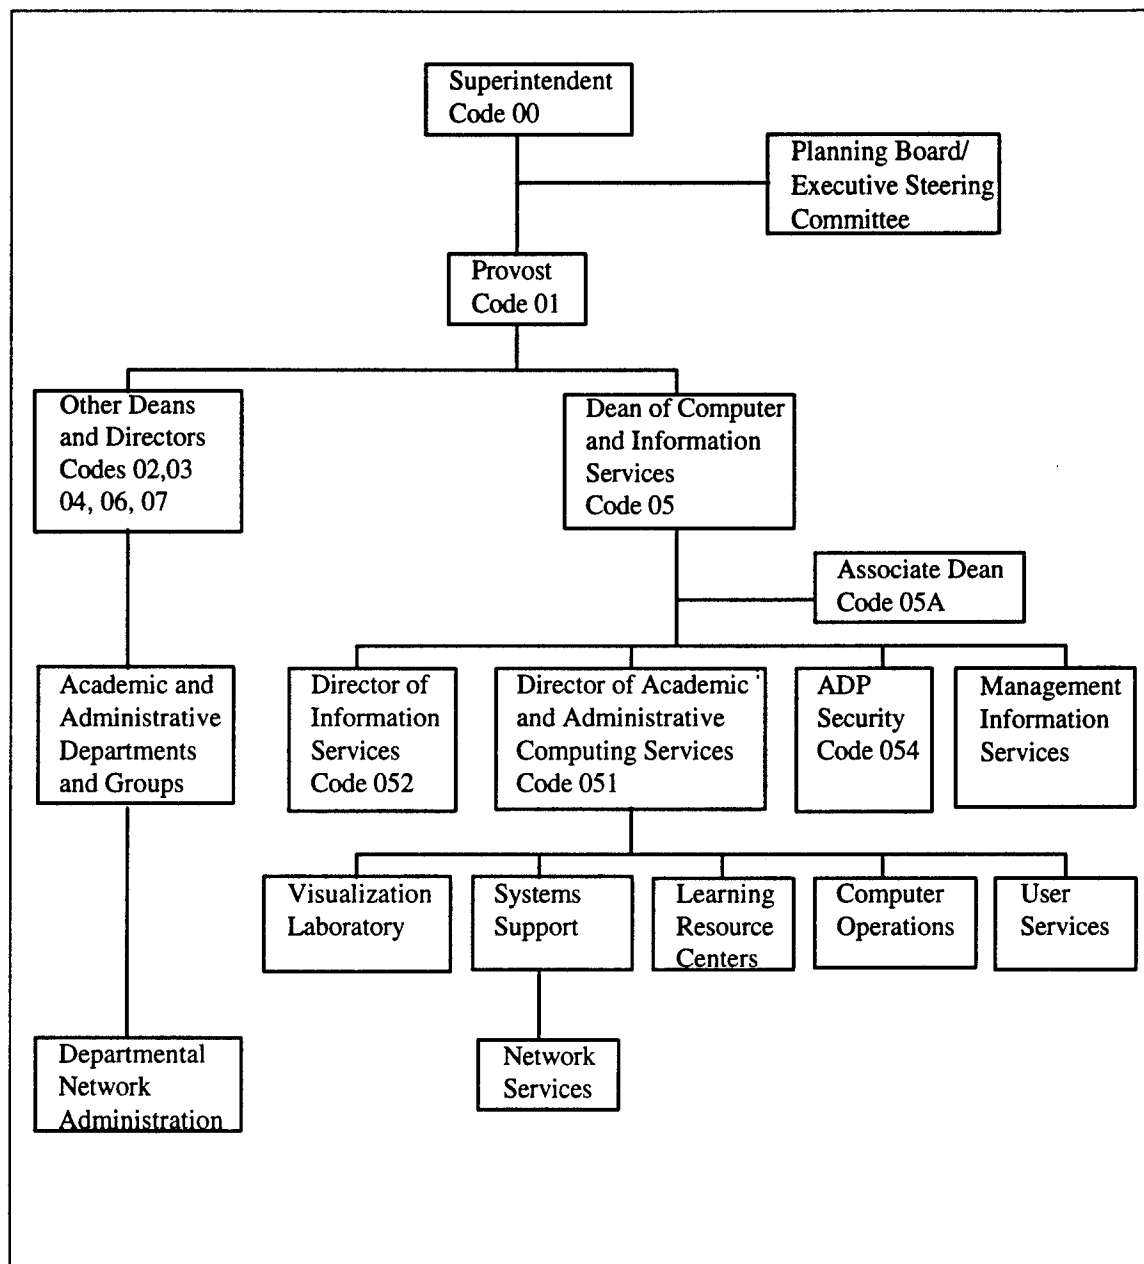 Superintendent
Code 00
Planning Board/
Executive Steering
Committee
Provost
Code 01
Other Deans
and Directors
Codes 02,03
04, 06, 07
Dean of Computer
and Information
Services
Code 05
Associate Dean
Code 05A
Academic and
Administrative
Departments
and Groups
Director of
Information
Services
Code 052
Director of Academic
and Administrative
Computing Services
Code 051
ADP
Security
Code 054
Management
Information
Services
Visualization
Laboratory
Systems
Support
Learning
Resource
Centers
Computer
Operations
User
Services
Departmental
Network
Administration
Network
Services